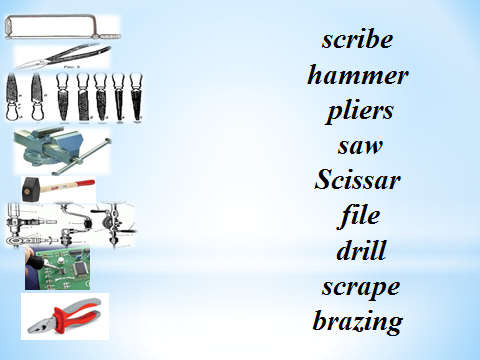 scribe
hammer
pliers
saw
Scissar
file
drill
scrape
brazing